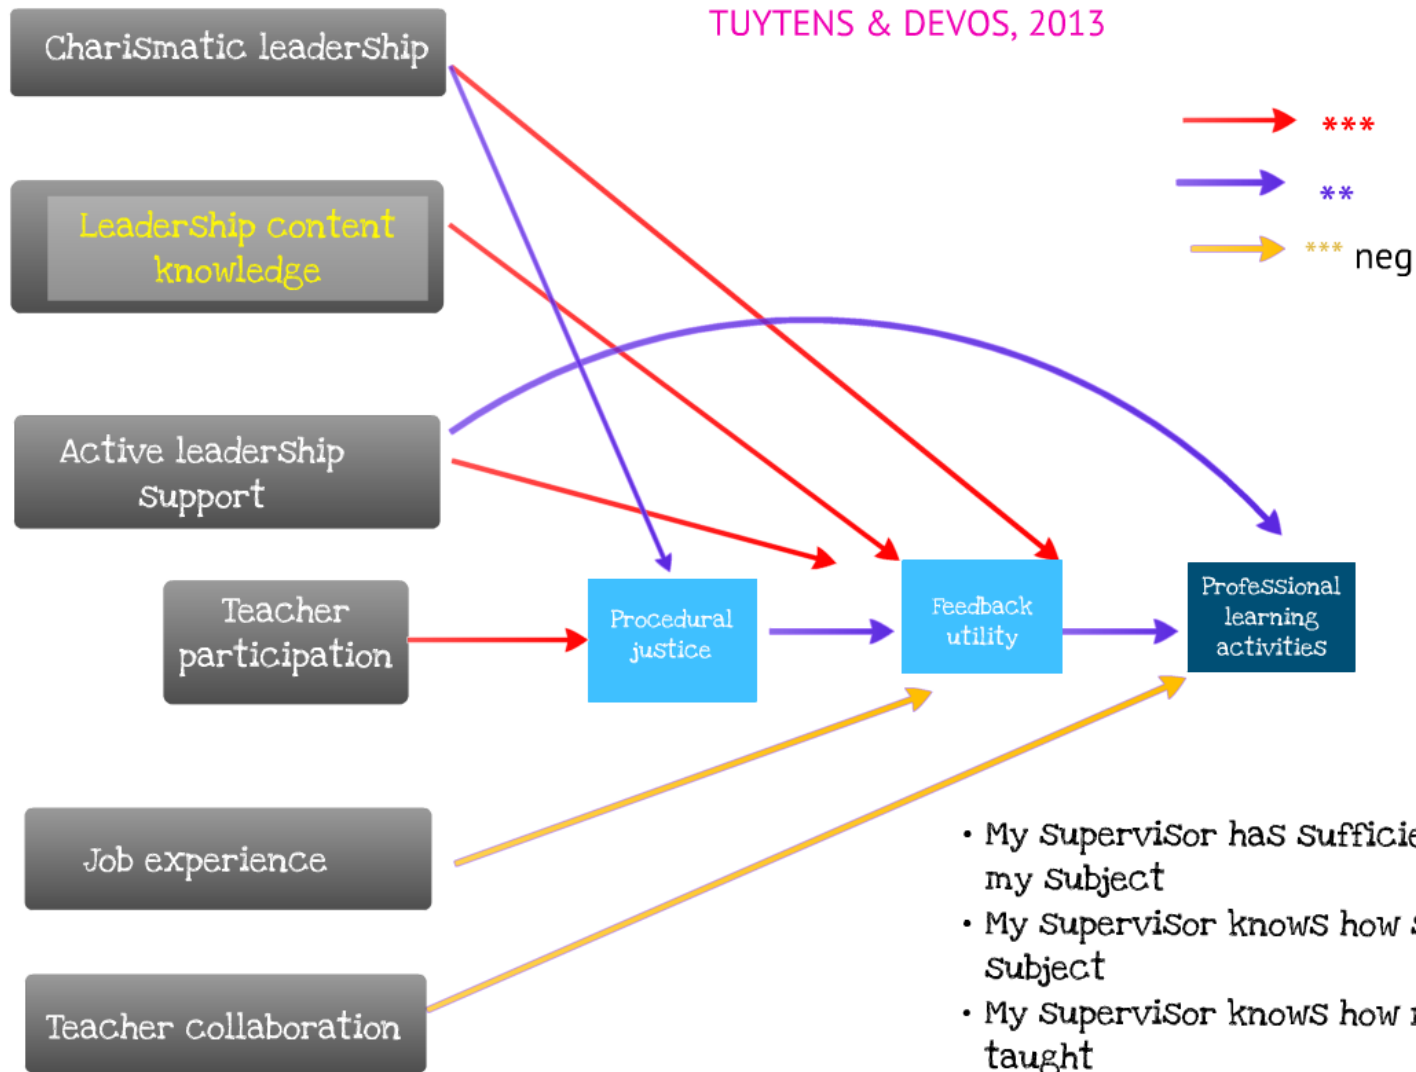 TUYTENS & DEVOS, 2013
Charismatic leadership
***
**
*** neg
Leadership content
knowledge
Active leadership
support
Teacher
participation
Procedural
justice
Feedback
utility
Professional
learning
activities
Job experience
Teacher collaboration
• My supervisor has
my subject
• My supervisor knows how
subject
• My supervisor knows how
taught